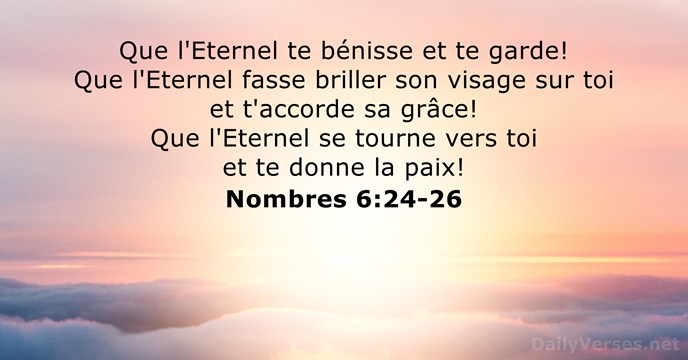 Que l'Eternel te bénisse et te garde!
Que l'Eternel fasse briller son visage sur toi
et t'accorde sa grâce!
Que l'Eternel se tourne vers toi
et te donne la paix!
Nombres 6:24-26
DailyVerses.net